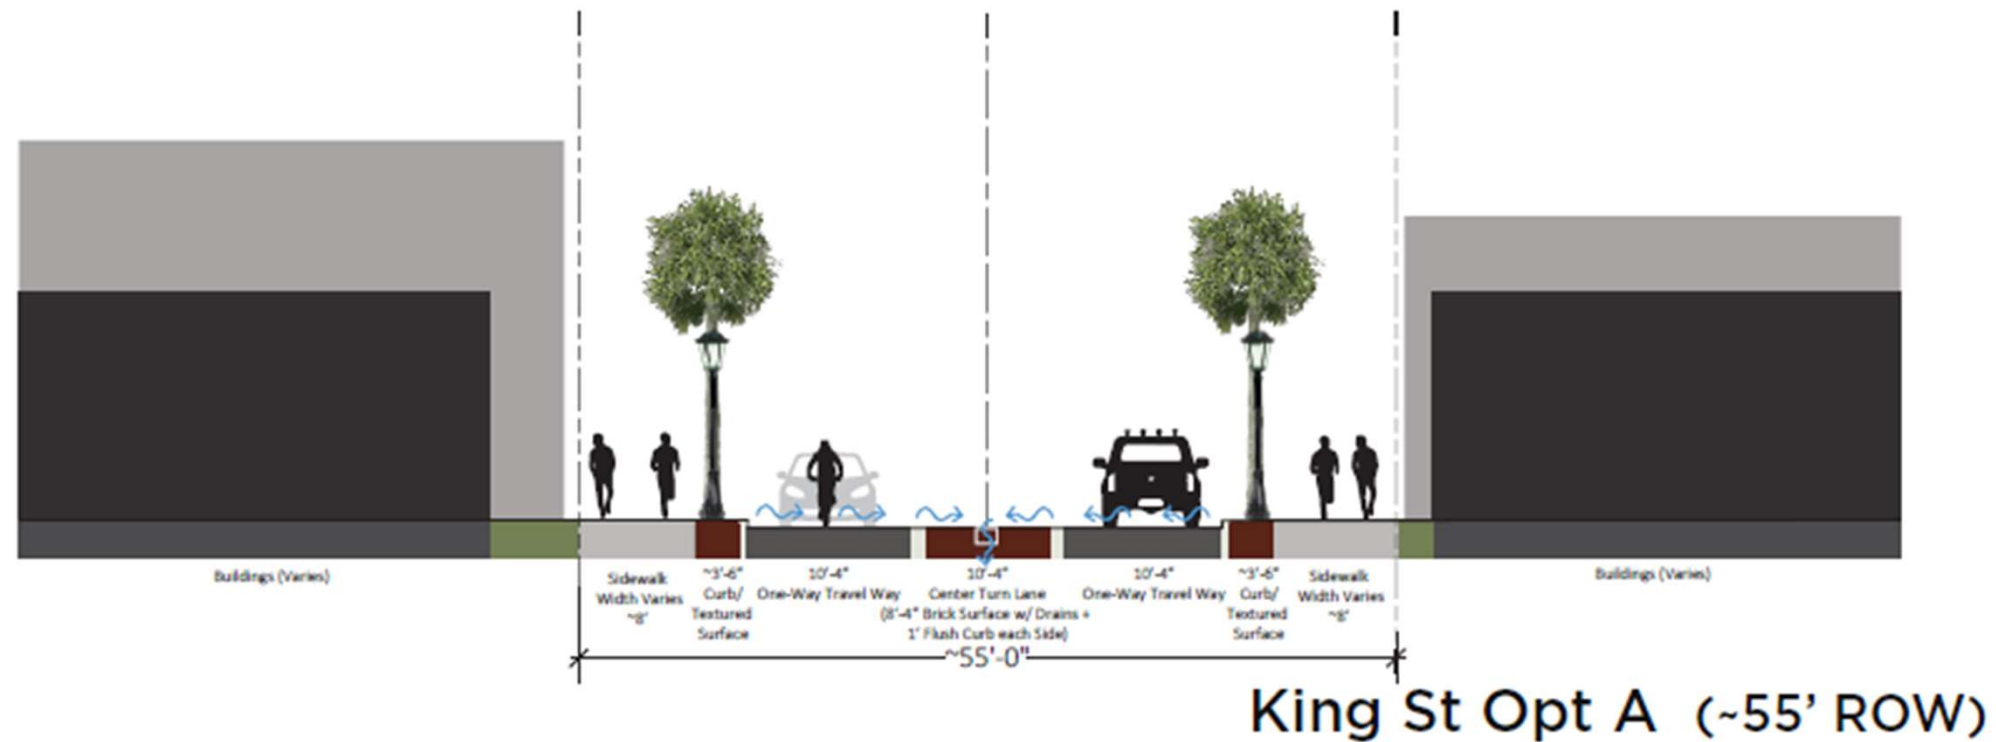 Buildings (Varies)
Sidewalk
Width Varies
~8'
~3'-6"
Curb/
Textured
Surface
10'-4"
One-Way Travel Way
10'-4"
Center Turn Lane
(8'-4" Brick Surface w/ Drains +
1' Flush Curb each Side)
10'-4"
One-Way Travel Way
~3'-6"
Curb/
Textured
Surface
Sidewalk
Width Varies
~8'
Buildings (Varies)
~55'-0"
King St Opt A (~55' ROW)